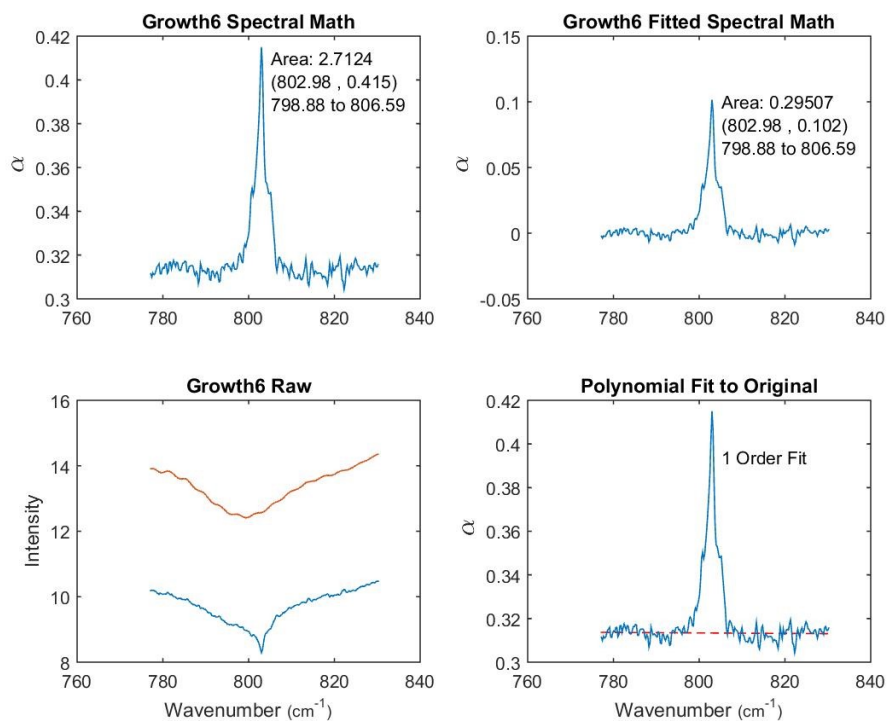 Growth6 Spectral Math
0.42
0.4
0.38
0.36
0.34
0.32
0.3
α
760
780
800
820
840
Area: 2.7124
(802.98 , 0.415)
798.88 to 806.59
Growth6 Fitted Spectral Math
0.15
0.1
0.05
0
-0.05
α
760
780
800
820
840
Area: 0.29507
(802.98 , 0.102)
798.88 to 806.59
Growth6 Raw
16
14
12
10
8
Intensity
760
780
800
820
840
Wavenumber (cm⁻¹)
Polynomial Fit to Original
0.42
0.4
0.38
0.36
0.34
0.32
0.3
α
760
780
800
820
840
1 Order Fit
Wavenumber (cm⁻¹)